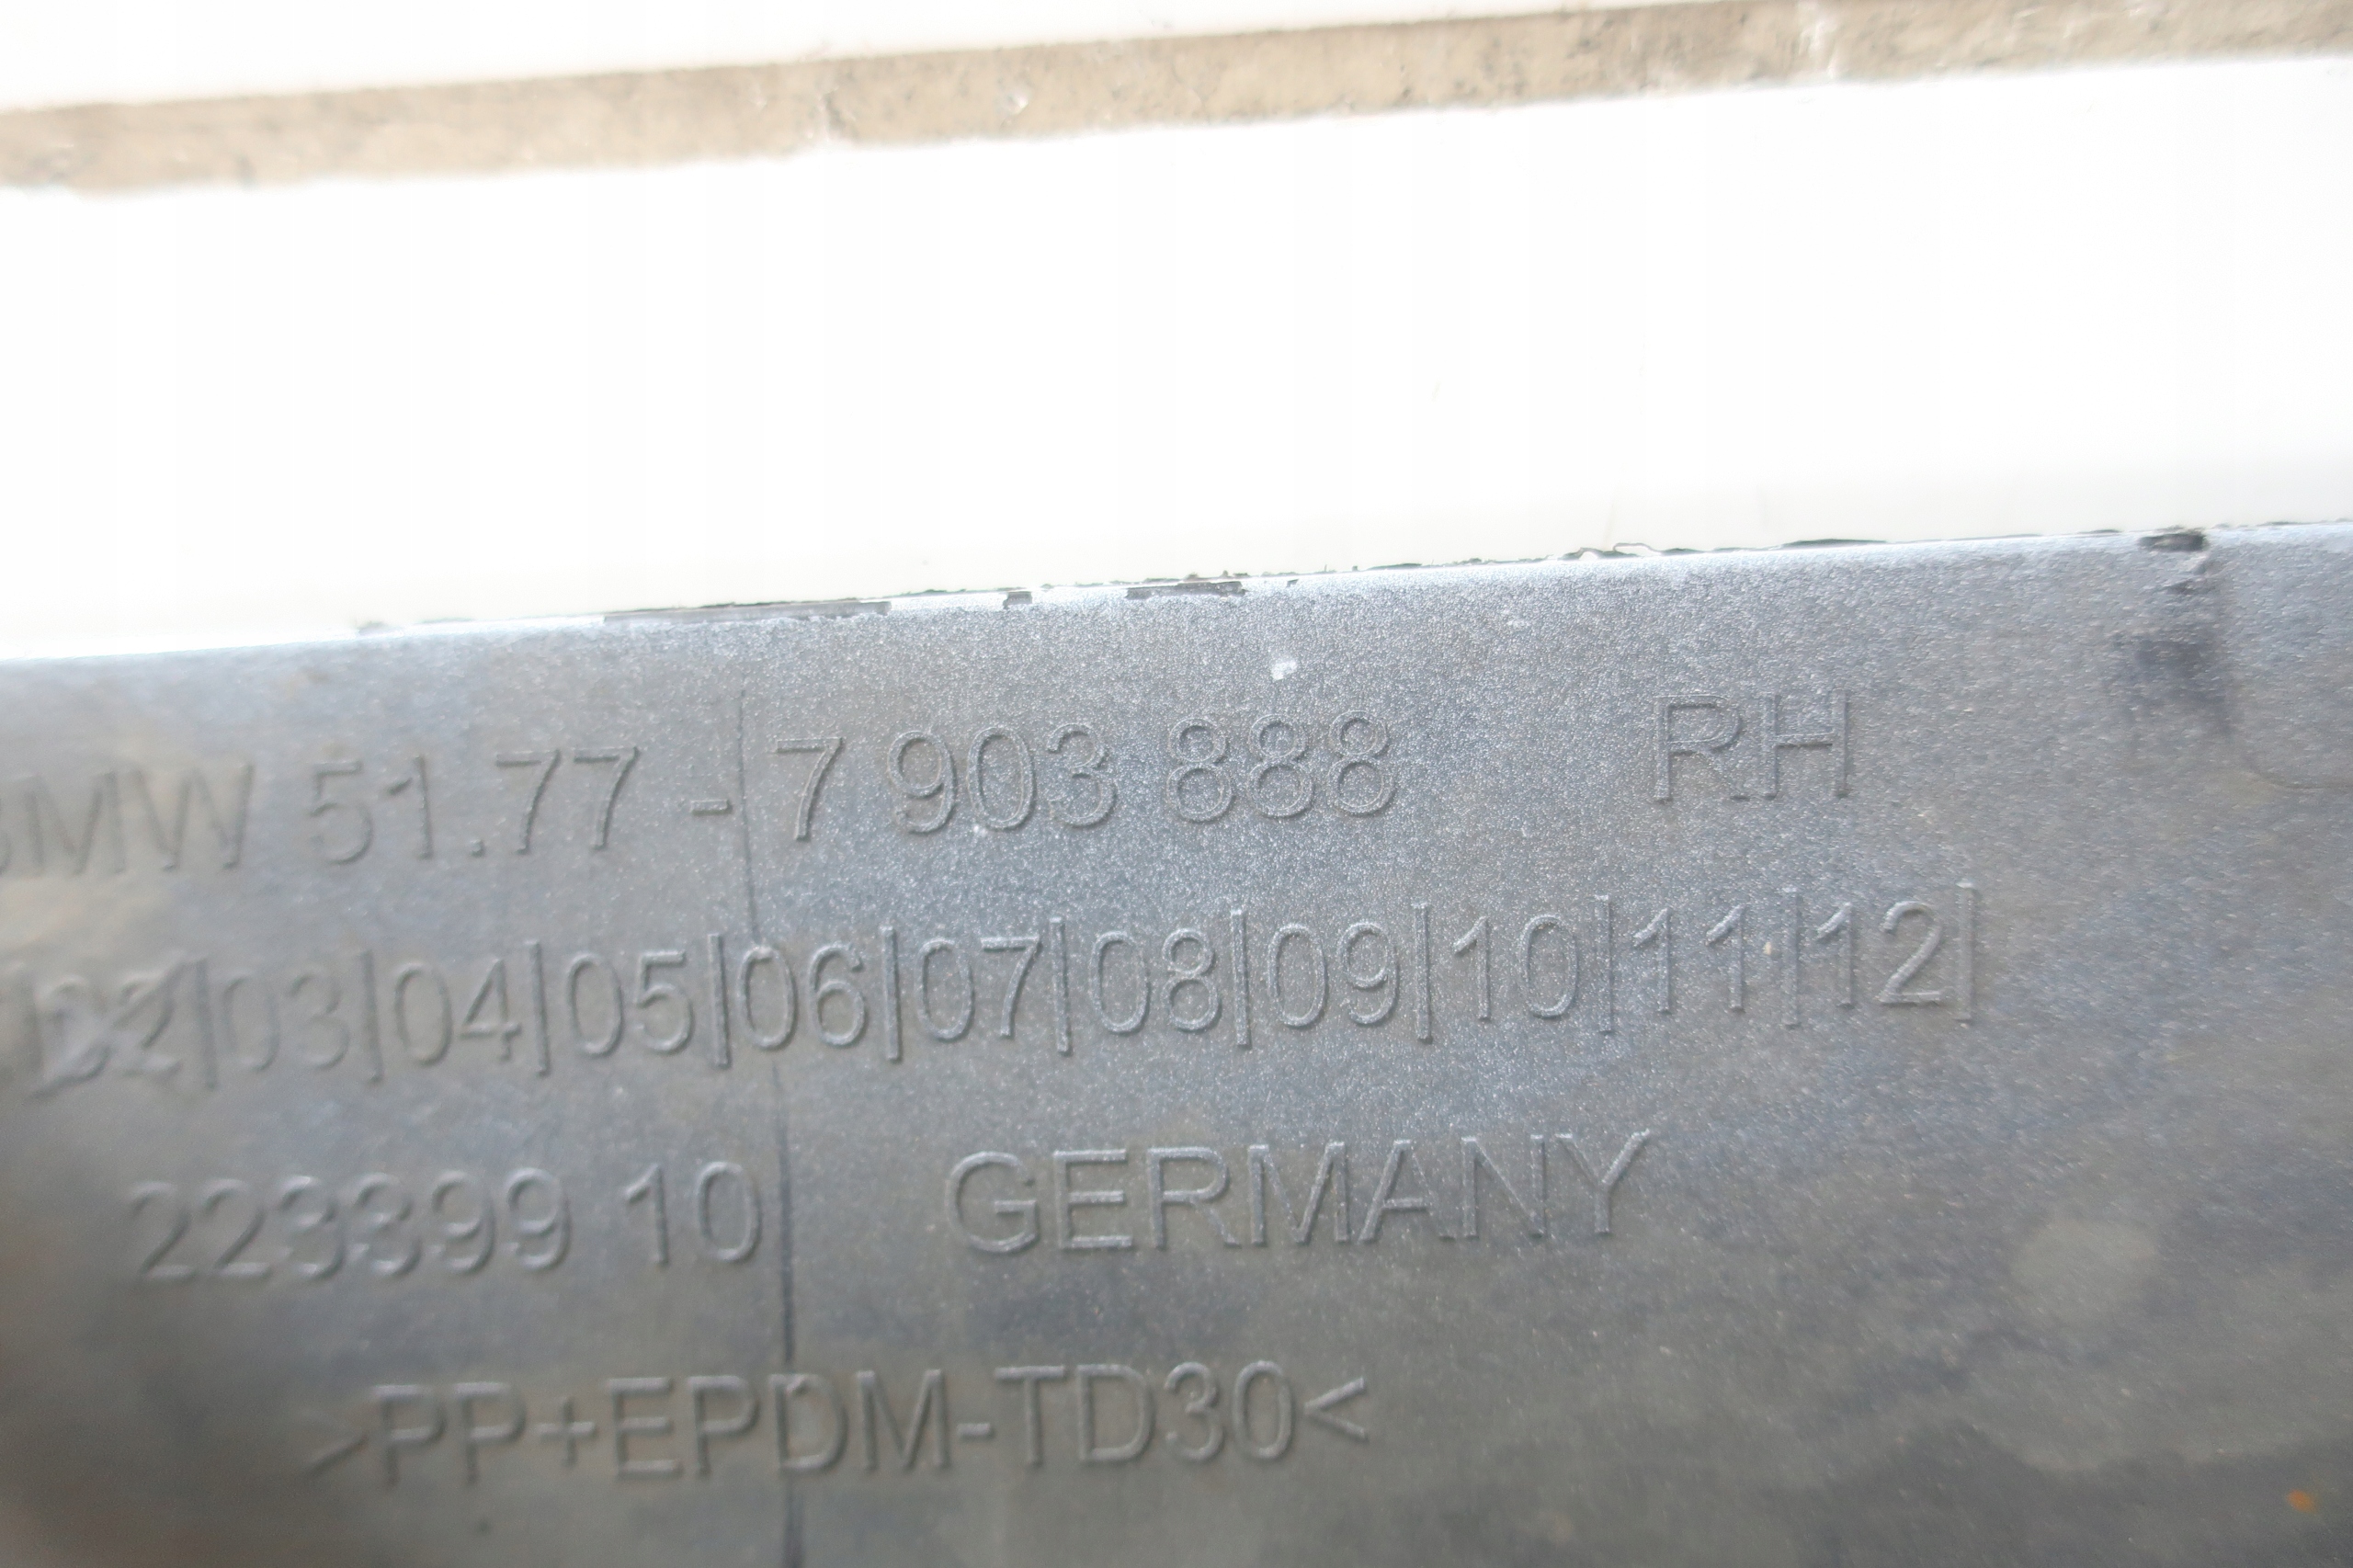 BMW 51.77 - 7 903 888 RH
02|03|04|05|06|07|08|09|10|11|12|
223399 10 GERMANY
>PP+EPDM-TD30<